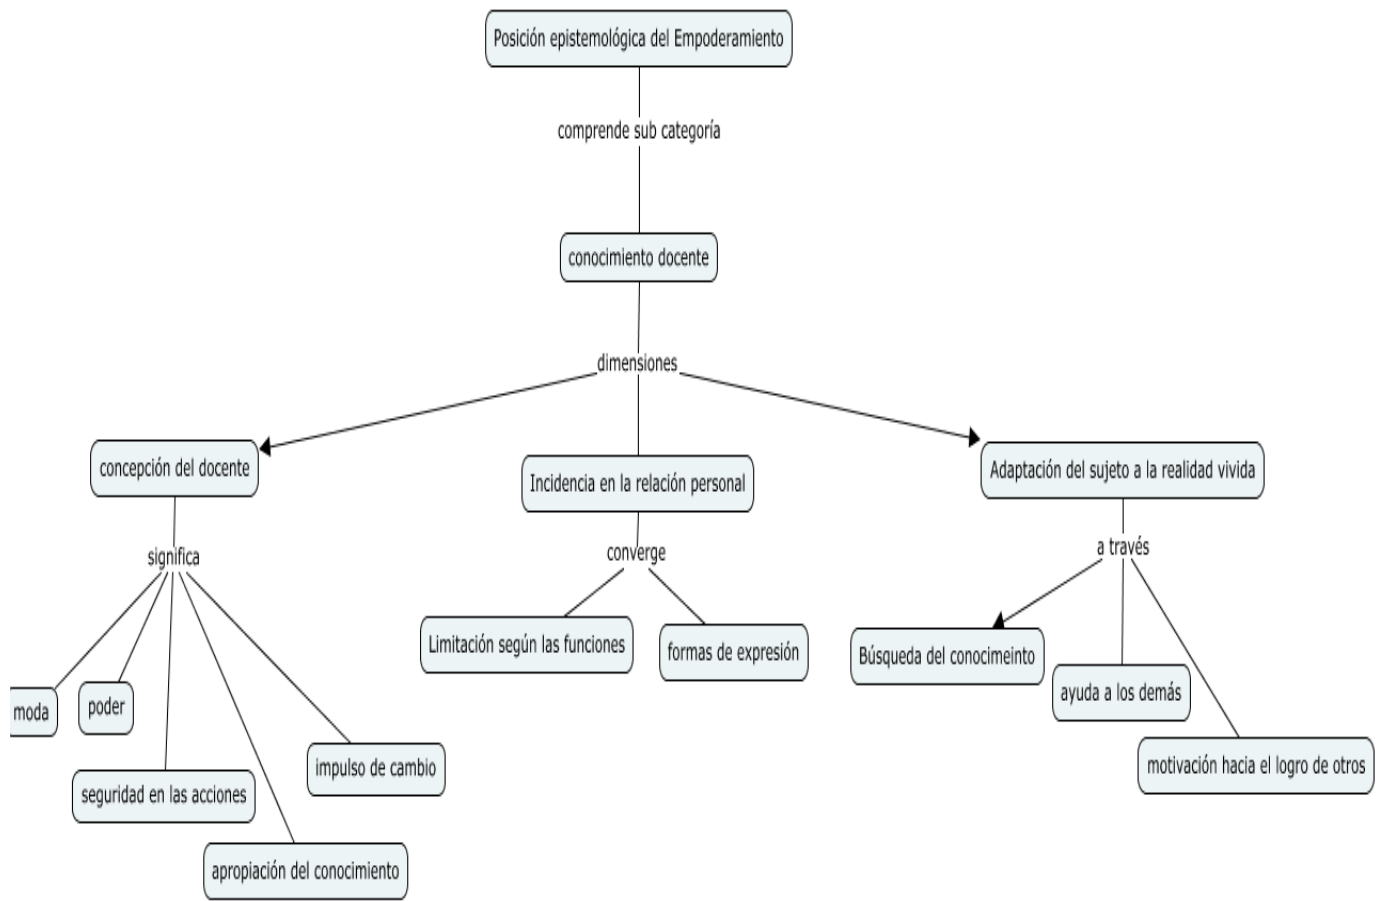 Posición epistemológica del Empoderamiento
comprende sub categoría
conocimiento docente
dimensiones
concepción del docente
Incidencia en la relación personal
Adaptación del sujeto a la realidad vivida
significa
converge
a través
Limitación según las funciones
formas de expresión
Búsqueda del conocimeinto
ayuda a los demás
moda
poder
impulso de cambio
motivación hacia el logro de otros
seguridad en las acciones
apropiación del conocimiento